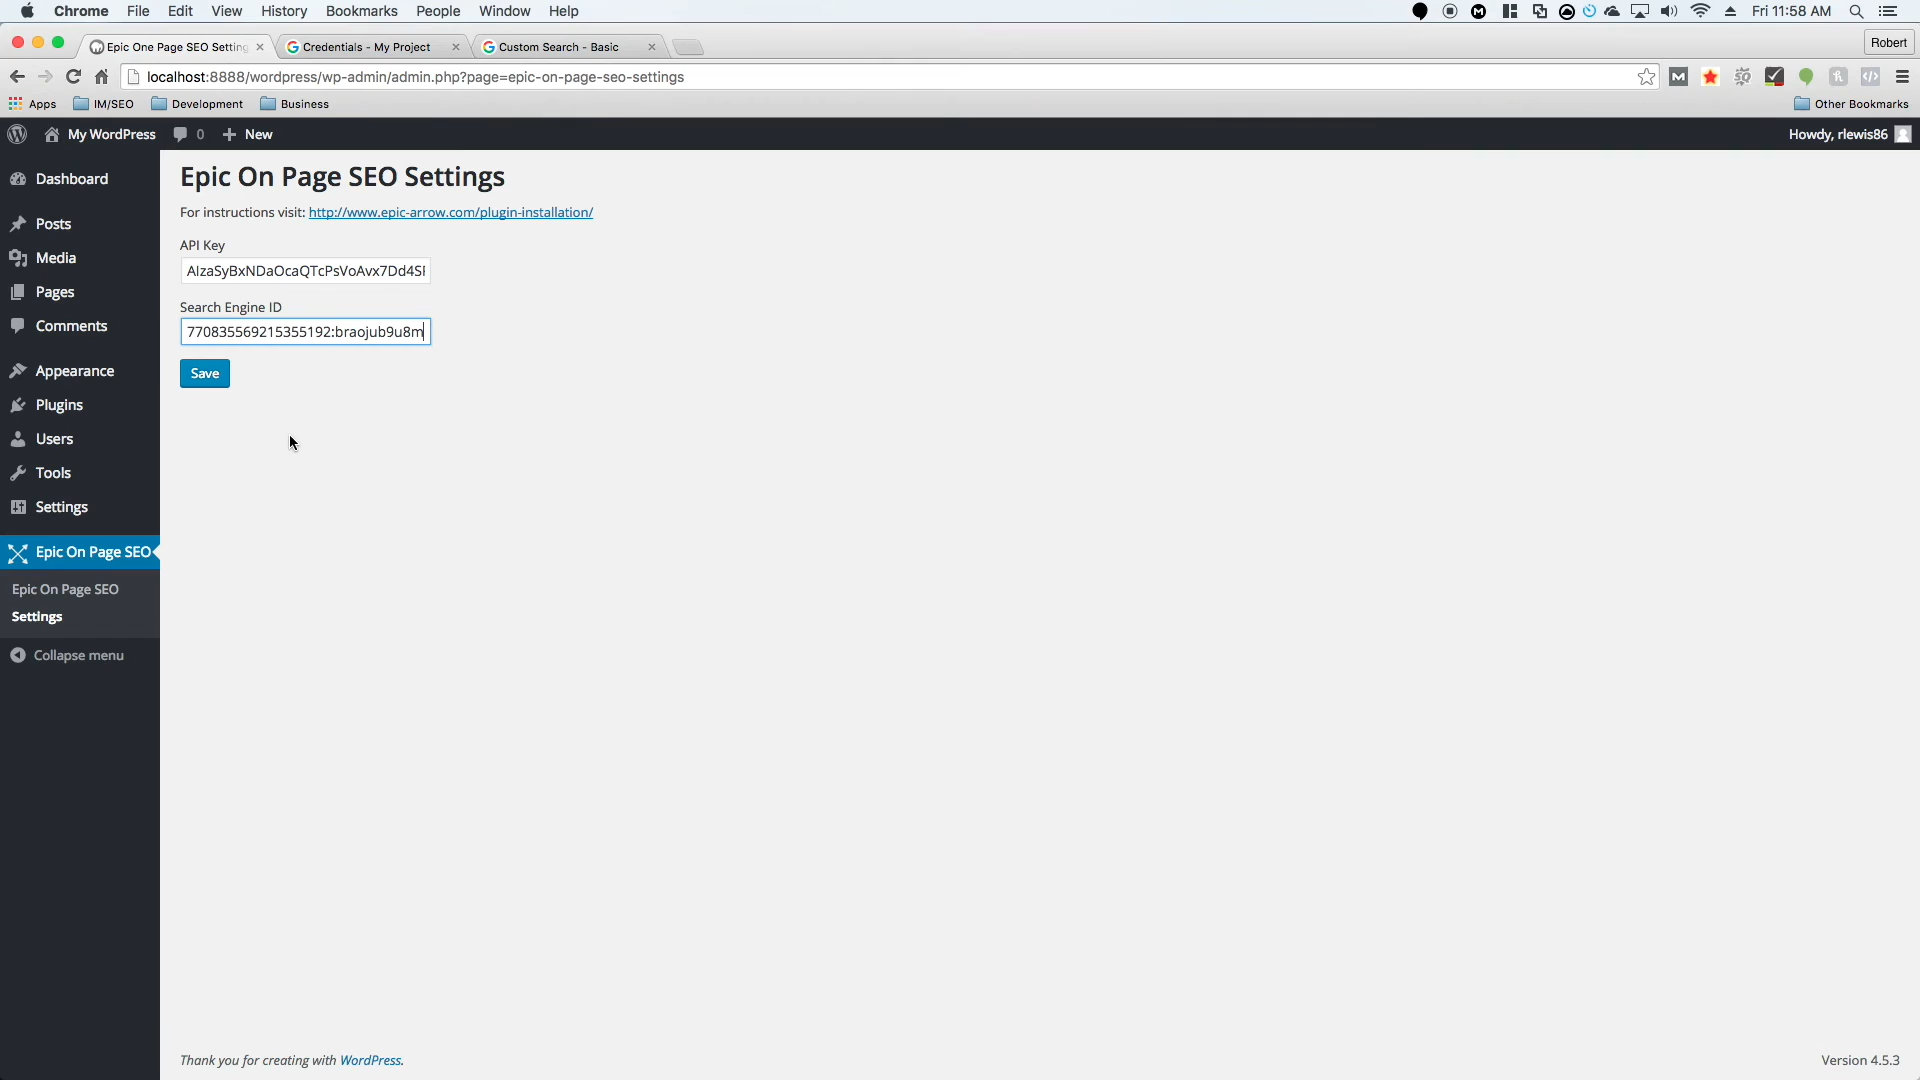 Chrome File Edit View History Bookmarks People Window Help Fri 11:58 AM
Epic One Page SEO Setting Credentials - My Project Custom Search - Basic Robert
localhost:8888/wordpress/wp-admin/admin.php?page=epic-on-page-seo-settings
Apps IM/SEO Development Business Other Bookmarks
My WordPress 0 + New Howdy, rlewis86
Dashboard
Posts
Media
Pages
Comments
Appearance
Plugins
Users
Tools
Settings
Epic On Page SEO
Epic On Page SEO
Settings
Collapse menu
Epic On Page SEO Settings
For instructions visit: http://www.epic-arrow.com/plugin-installation/
API Key
AIzaSyBxNDaOcaQTcPsVoAvx7Dd4S
Search Engine ID
770835569215355192:braojub9u8m
Save
Thank you for creating with WordPress.
Version 4.5.3